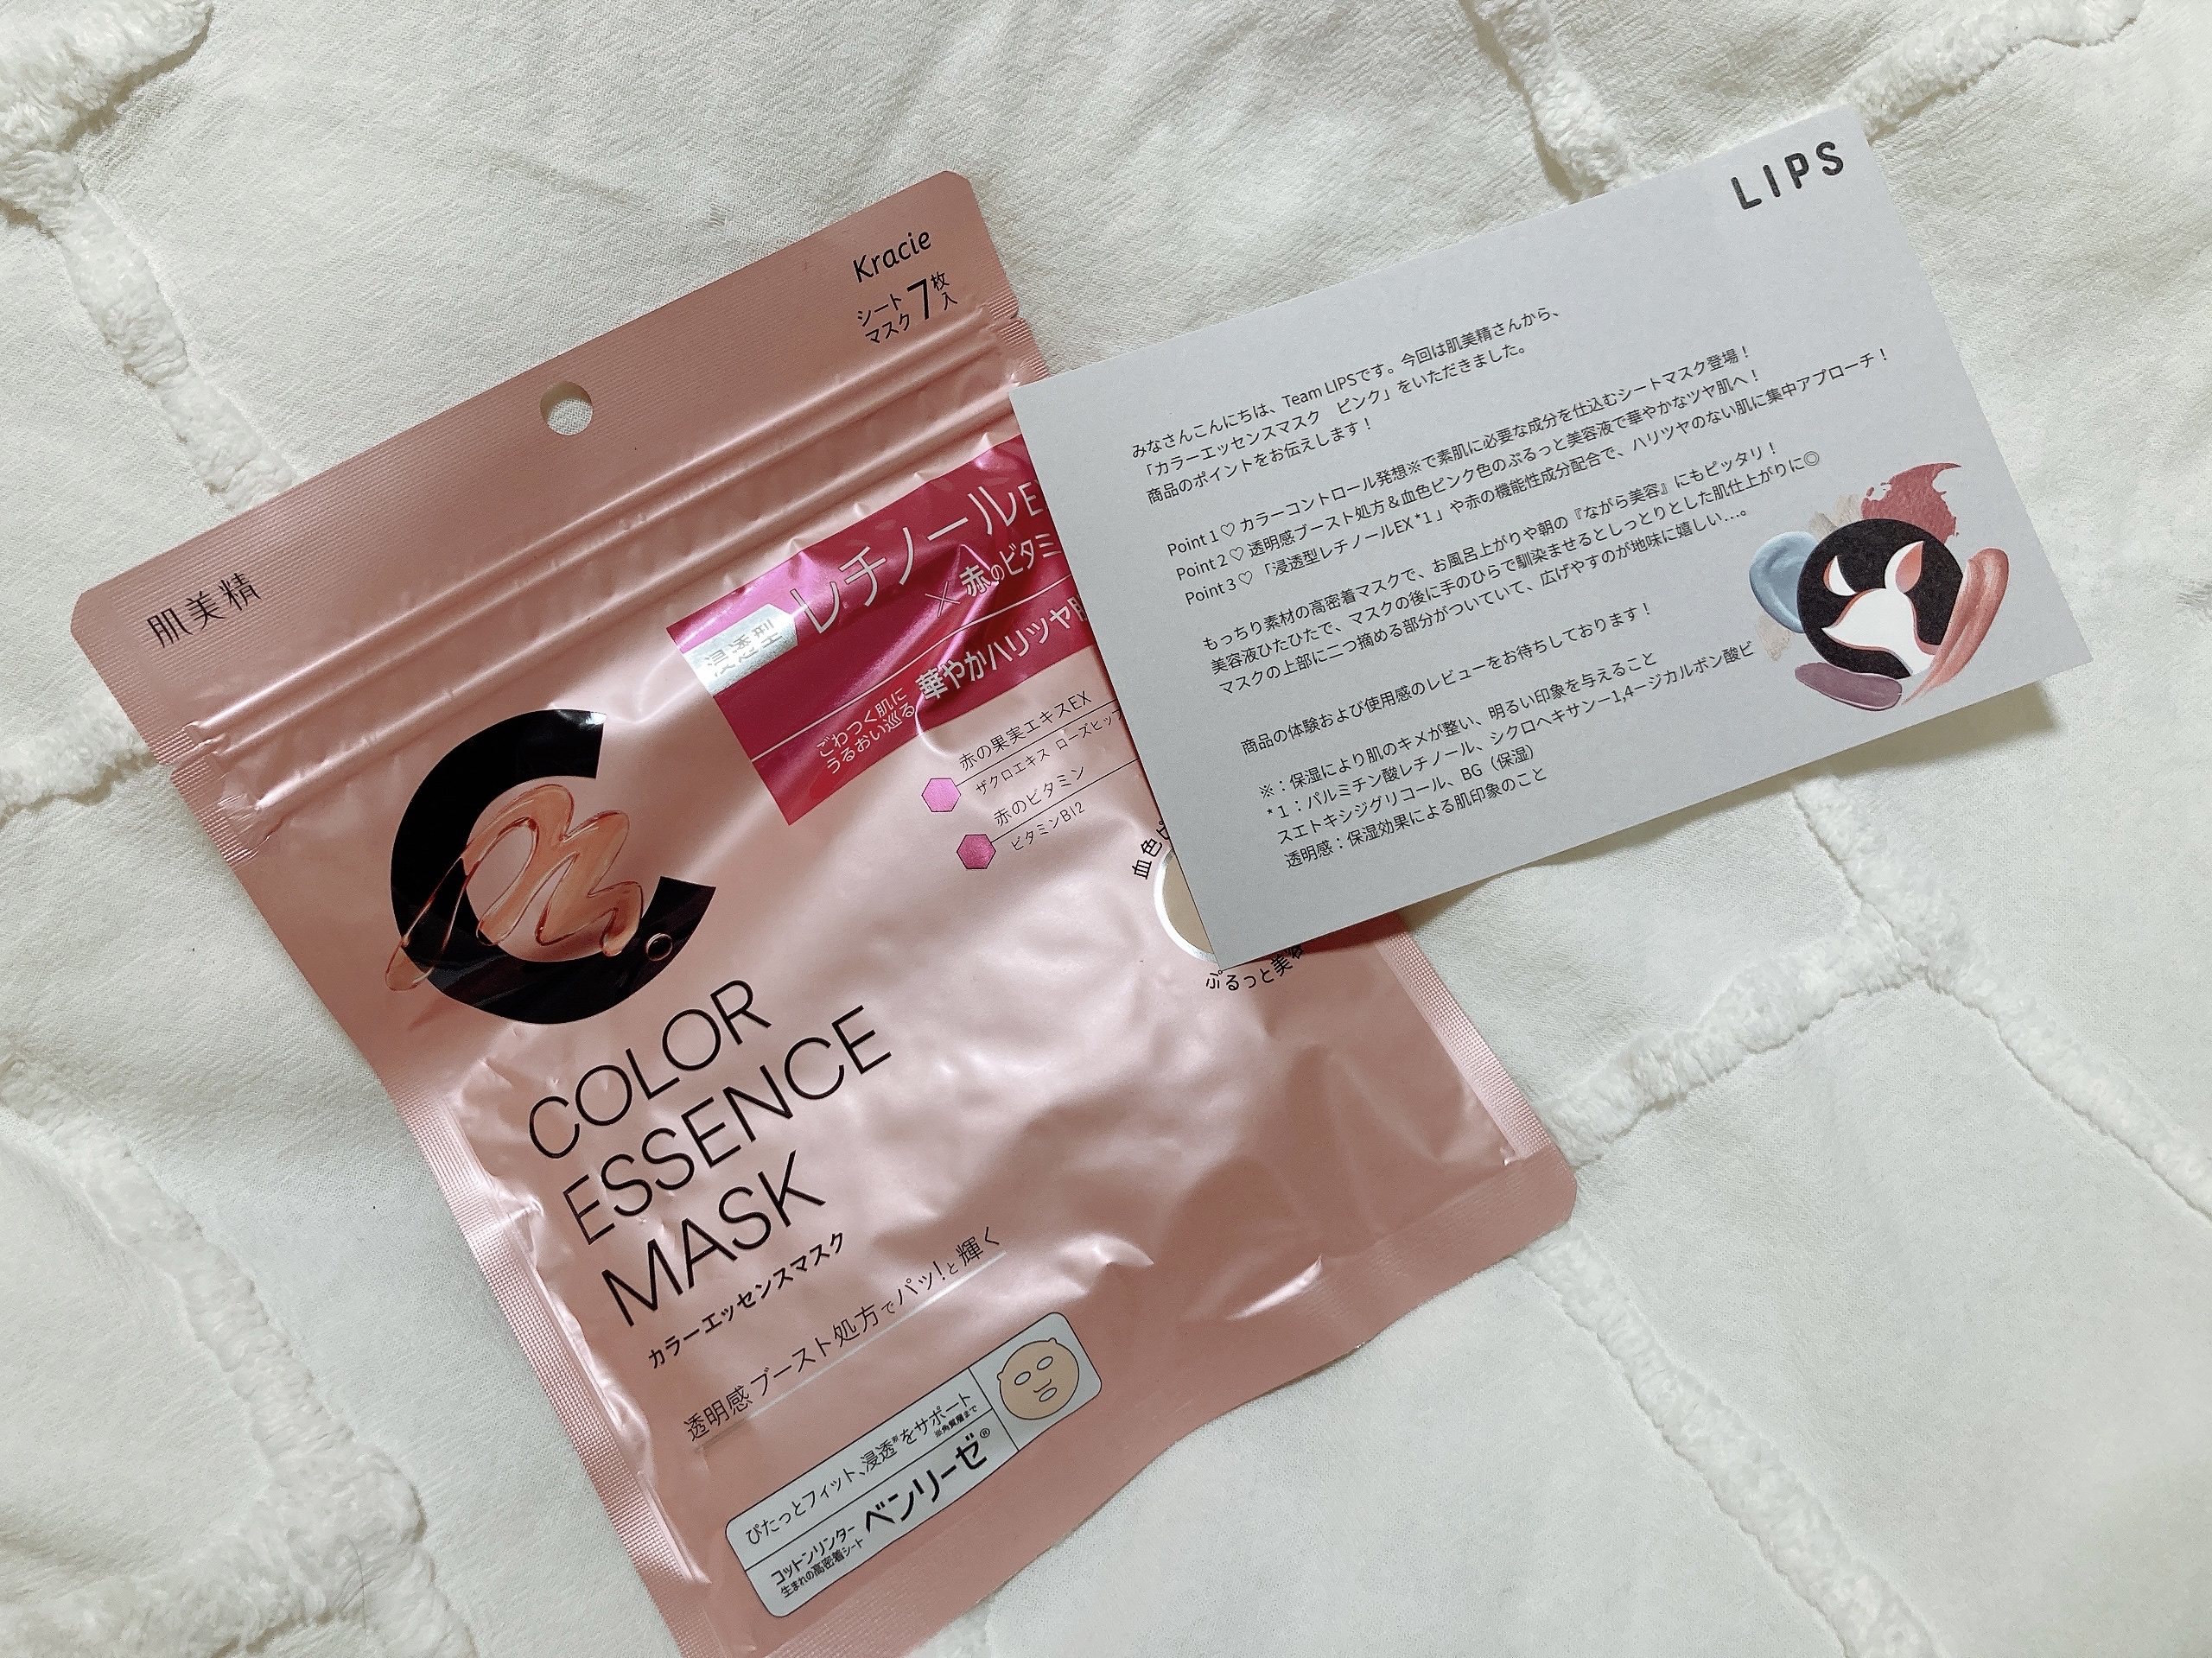 Kracie
シート
マスク 7枚入
肌美精
浸透型
レチノールE
×赤のビタミ
ごわつく肌に
うるおい巡る
華やかハリツヤ肌
赤の果実エキスEX
ザクロエキス ローズヒップ
赤のビタミン
ビタミンB12
血色ピ
ぷるっと美容
C
COLOR
ESSENCE
MASK
カラーエッセンスマスク
透明感ブースト処方でパッ!と輝く
ぴたっとフィット、浸透※をサポート
※角質層まで
コットンリンター
生まれの高密着シート
ベンリーゼ®
LIPS
みなさんこんにちは、Team LIPSです。今回は肌美精さんから、
「カラーエッセンスマスク　ピンク」をいただきました。
商品のポイントをお伝えします！
Point 1♡ カラーコントロール発想※で素肌に必要な成分を仕込むシートマスク登場！
Point 2♡ 透明感ブースト処方＆血色ピンク色のぷるっと美容液で華やかなツヤ肌へ！
Point 3♡ 「浸透型レチノールEX *1 」や赤の機能性成分配合で、ハリツヤのない肌に集中アプローチ！
もっちり素材の高密着マスクで、お風呂上がりや朝の『ながら美容』にもピッタリ！
美容液ひたひたで、マスクの後に手のひらで馴染ませるとしっとりとした肌仕上がりに◎
マスクの上部に二つ摘める部分がついていて、広げやすのが地味に嬉しい…。
商品の体験および使用感のレビューをお待ちしております！
※：保湿により肌のキメが整い、明るい印象を与えること
*1：パルミチン酸レチノール、シクロヘキサンー1,4ージカルボン酸ビ
スエトキシジグリコール、BG（保湿）
透明感：保湿効果による肌印象のこと